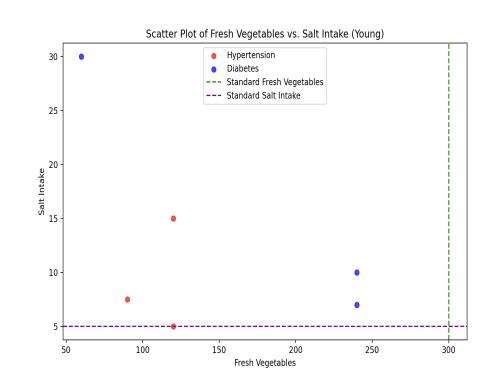 Scatter Plot of Fresh Vegetables vs. Salt Intake (Young)
Hypertension
Diabetes
Standard Fresh Vegetables
Standard Salt Intake
Salt Intake
30
25
20
15
10
5
50 100 150 200 250 300
Fresh Vegetables